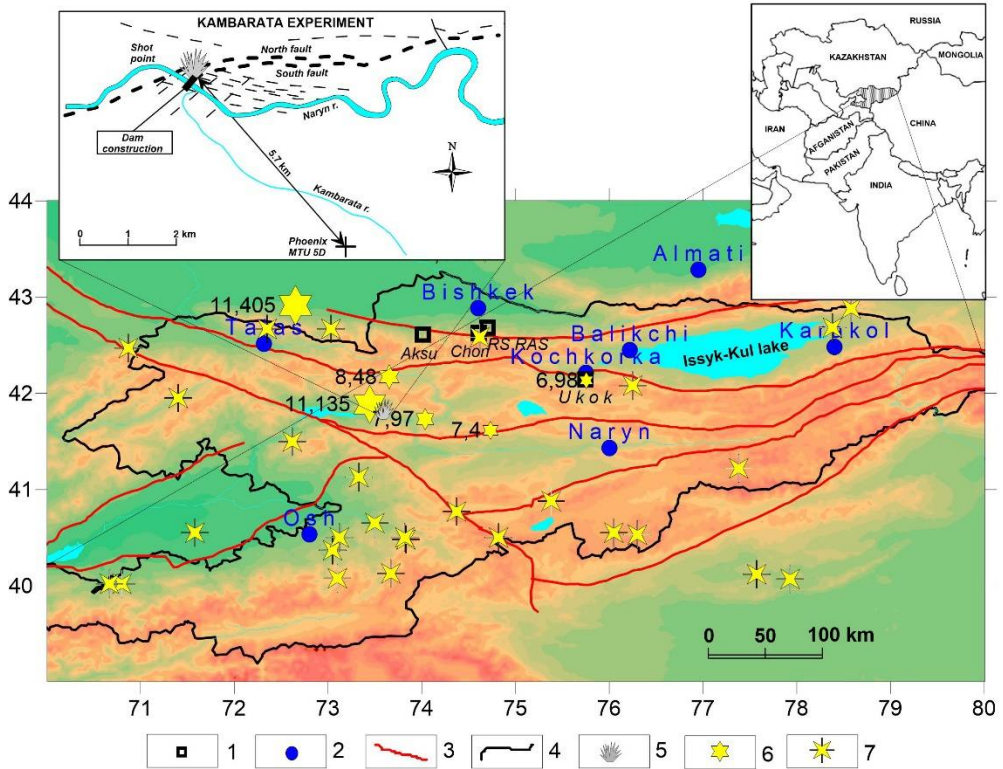 KAMBARATA EXPERIMENT
Shot
point
North fault
South fault
Naryn r.
Dam
construction
5.7 km
N
Kambarata r.
0 2 km
Phoenix
MTU 5D
RUSSIA
KAZAKHSTAN
MONGOLIA
IRAN
AFGANISTAN
PAKISTAN
CHINA
INDIA
44
43
42
41
40
Almati
Bishkek
11,405
Talas
Aksu
Chon
RS RAS
Balikchi
Karakol
Kochkorka
Issyk-Kul lake
8,48
6,98
Ukok
11,135
7,97
7,4
Naryn
Osh
0 50 100 km
71 72 73 74 75 76 77 78 79 80
1 2 3 4 5 6 7